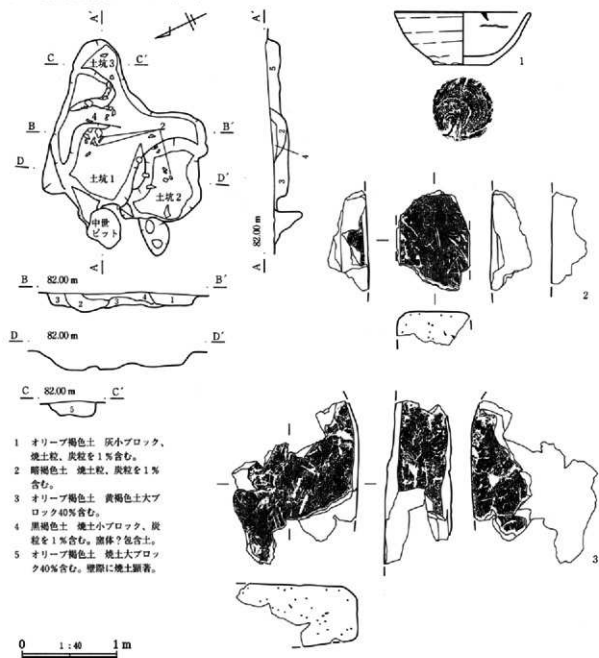 A'
C
土坑3
C'
4
B
2
B'
D
土坑1
D'
土坑2
中世
ピット
A
A'
5
2
4
3
82.00 m
A
1
B
82.00 m
B'
3
2
3
4
1
D
82.00 m
D'
C
82.00 m
C'
5
2
3
1 オリーブ褐色土 灰小ブロック、
焼土粒、炭粒を1％含む。
2 暗褐色土 焼土粒、炭粒を1％
含む。
3 オリーブ褐色土 黄褐色土大ブ
ロック40％含む。
4 黒褐色土 焼土小ブロック、炭
粒を1％含む。窯体？包含土。
5 オリーブ褐色土 焼土大ブロッ
ク40％含む。壁際に焼土顕著。
0
1：40
1 m